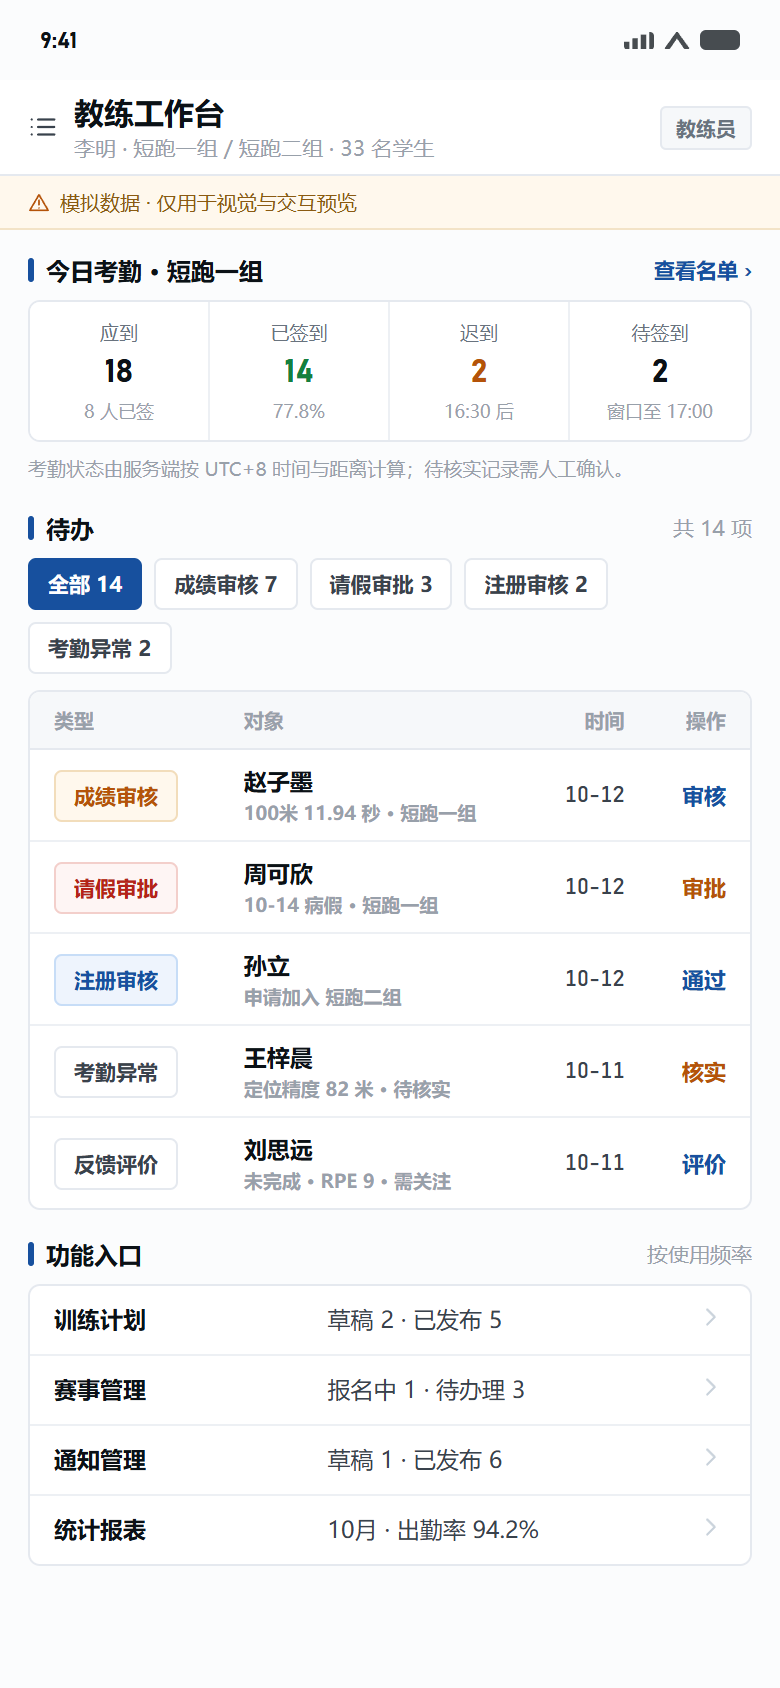 9:41
教练工作台
李明 · 短跑一组 / 短跑二组 · 33 名学生
教练员
模拟数据 · 仅用于视觉与交互预览
今日考勤 • 短跑一组
查看名单 ›
应到 已签到 迟到 待签到
18 14 2 2
8 人已签 77.8% 16:30 后 窗口至 17:00
考勤状态由服务端按 UTC+8 时间与距离计算；待核实记录需人工确认。
待办
共 14 项
全部 14 成绩审核 7 请假审批 3 注册审核 2
考勤异常 2
类型 对象 时间 操作
成绩审核 赵子墨 10-12 审核
100米 11.94 秒 • 短跑一组
请假审批 周可欣 10-12 审批
10-14 病假 • 短跑一组
注册审核 孙立 10-12 通过
申请加入 短跑二组
考勤异常 王梓晨 10-11 核实
定位精度 82 米 • 待核实
反馈评价 刘思远 10-11 评价
未完成 • RPE 9 • 需关注
功能入口
按使用频率
训练计划 草稿 2 · 已发布 5
赛事管理 报名中 1 · 待办理 3
通知管理 草稿 1 · 已发布 6
统计报表 10月 · 出勤率 94.2%